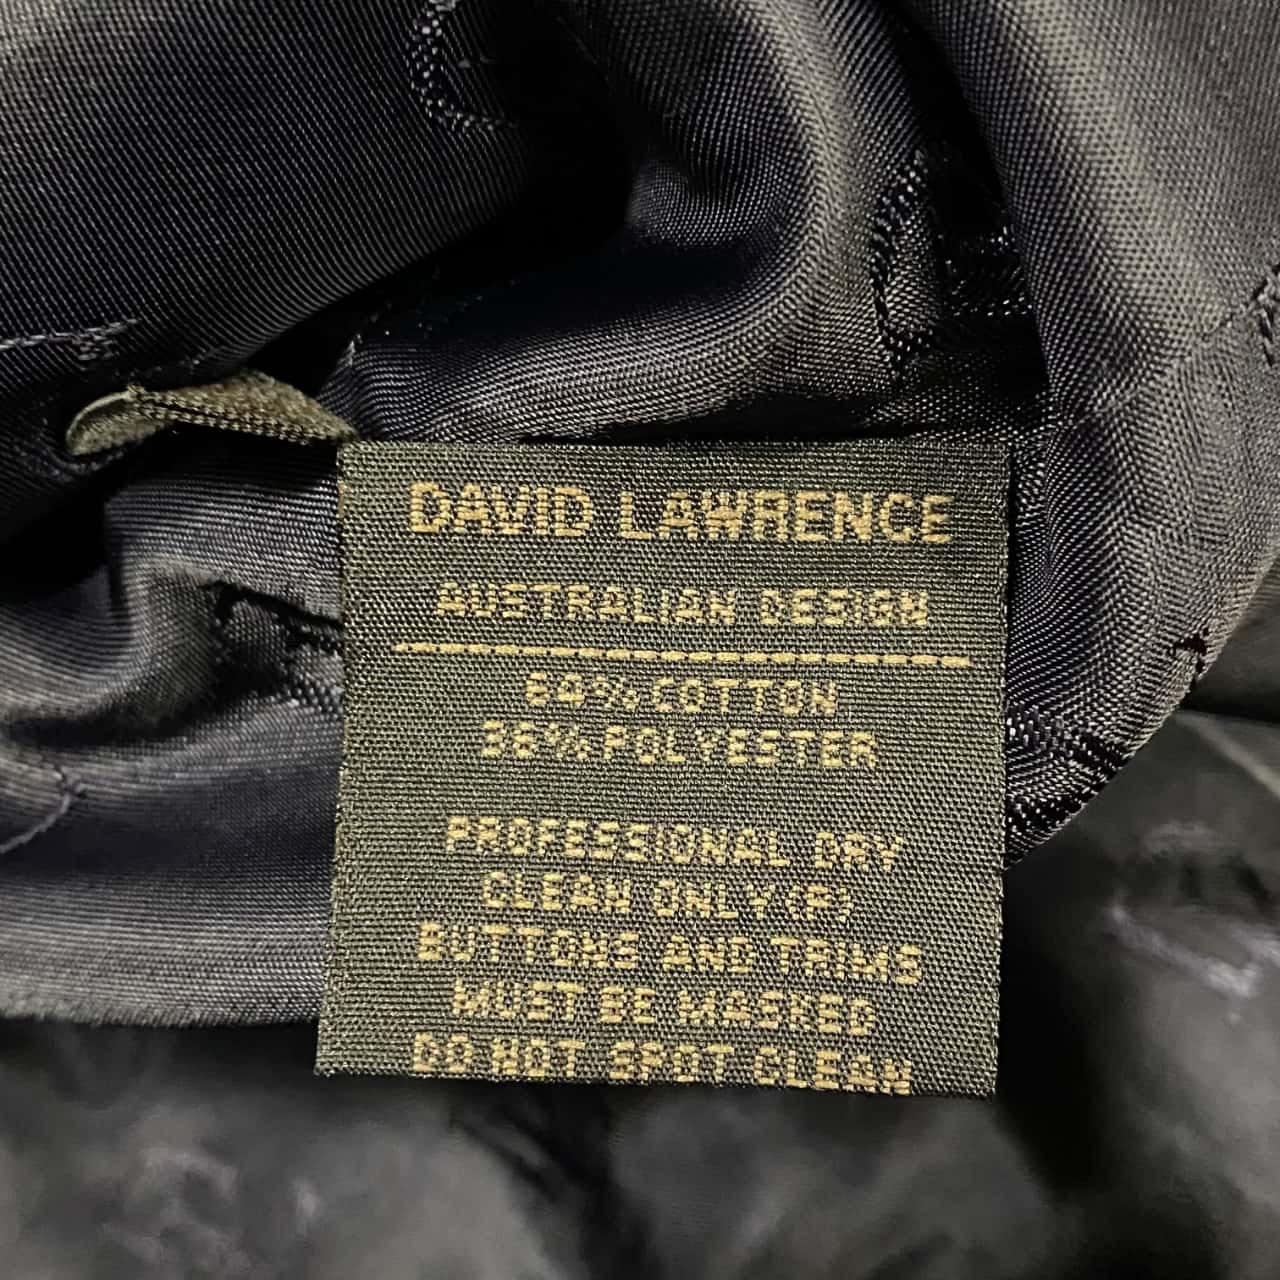 DAVID LAWRENCE
AUSTRALIAN DESIGN
64% COTTON
36% POLYESTER
PROFESSIONAL DRY
CLEAN ONLY (P)
BUTTONS AND TRIMS
MUST BE MASKED
DO NOT SPOT CLEAN